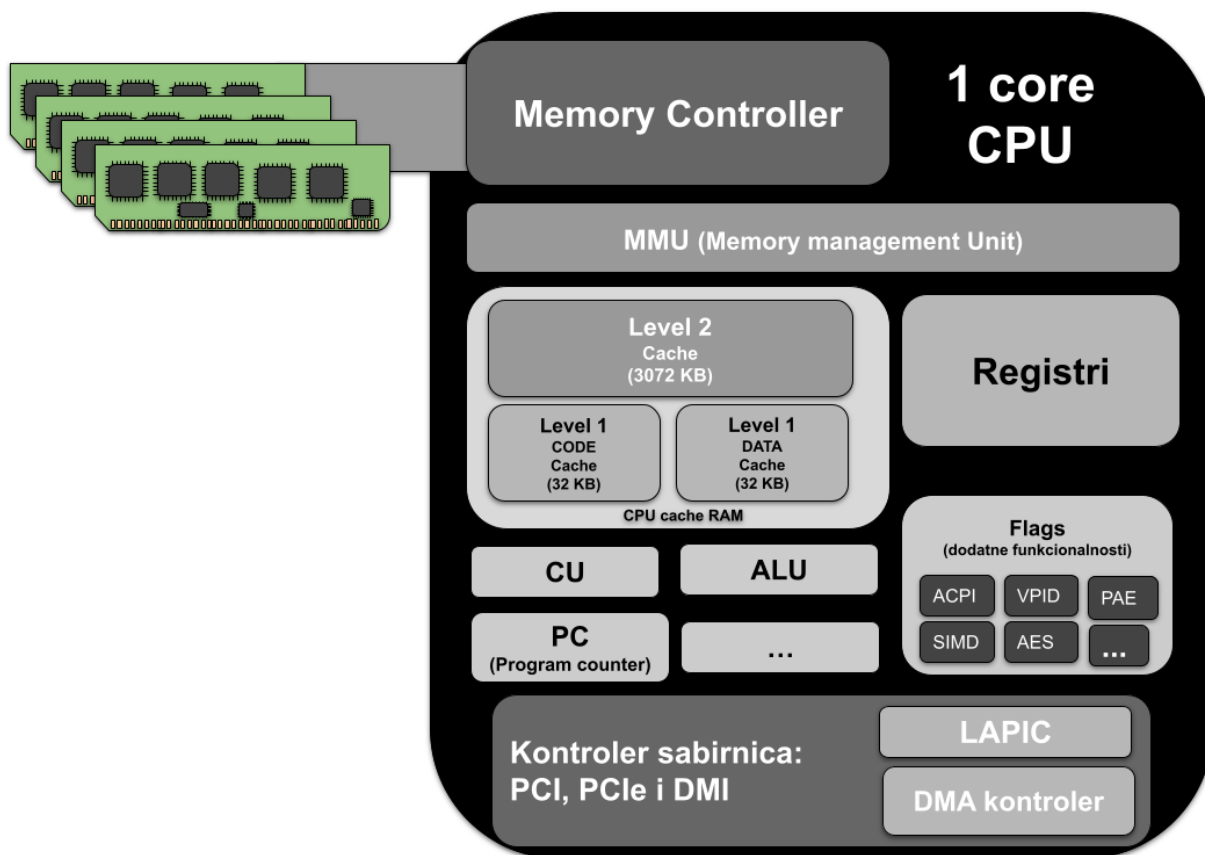 Memory Controller
1 core
CPU
MMU (Memory management Unit)
Level 2
Cache
(3072 KB)
Level 1
CODE
Cache
(32 KB)
Level 1
DATA
Cache
(32 KB)
CPU cache RAM
Registri
Flags
(dodatne funkcionalnosti)
ACPI
VPID
PAE
SIMD
AES
...
CU
ALU
PC
(Program counter)
...
Kontroler sabirnica:
PCI, PCIe i DMI
LAPIC
DMA kontroler